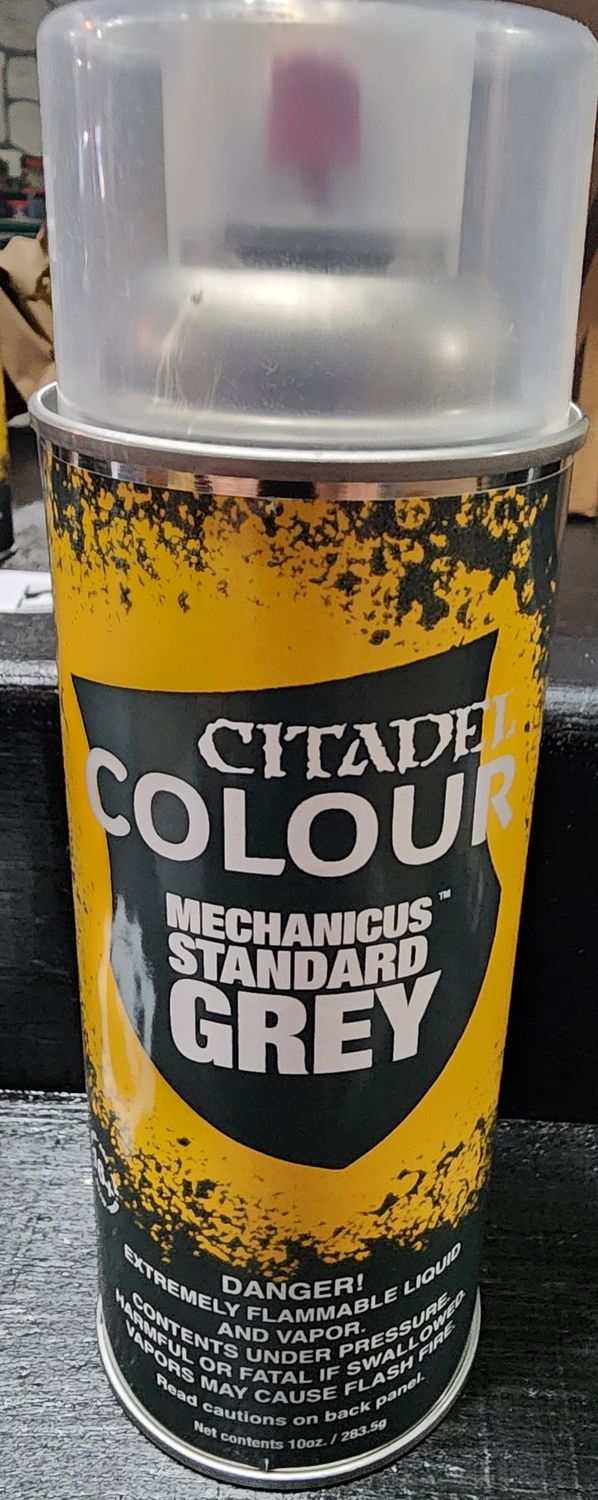 CITADEL
COLOUR
MECHANICUS™
STANDARD
GREY
DANGER!
EXTREMELY FLAMMABLE LIQUID
AND VAPOR.
CONTENTS UNDER PRESSURE.
HARMFUL OR FATAL IF SWALLOWED.
VAPORS MAY CAUSE FLASH FIRE.
Read cautions on back panel.
Net contents 10oz. / 283.5g